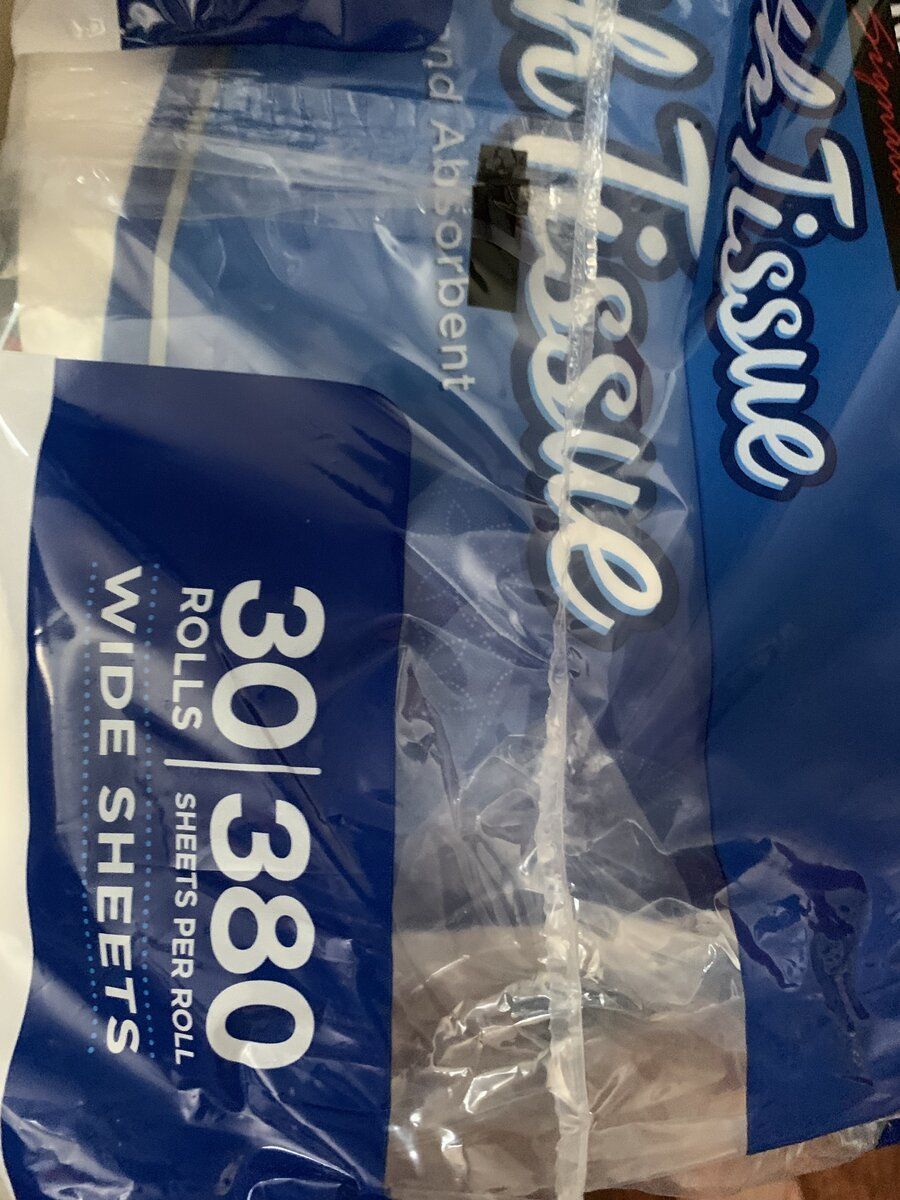 h Tissue
h Tissue
nd Absorbent
30 | 380
ROLLS SHEETS PER ROLL
WIDE SHEETS